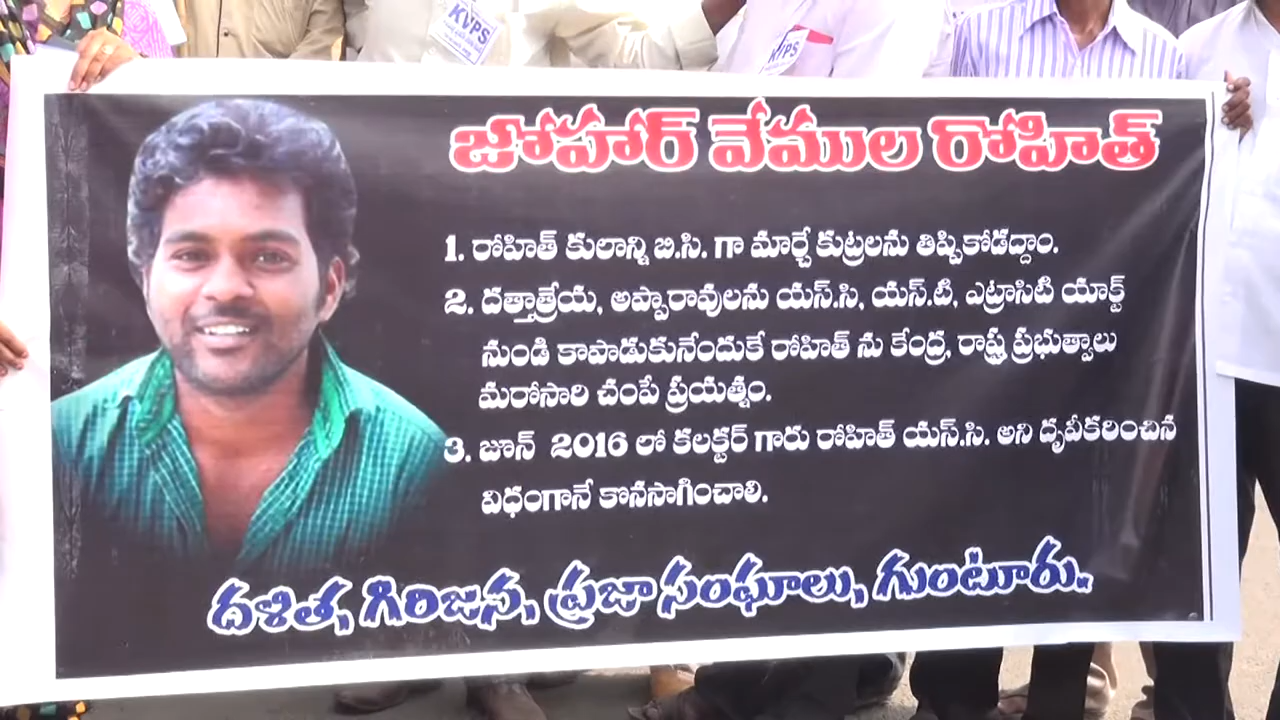 KVPS
KVPS
జోహార్ వేముల రోహిత్
1. రోహిత్ కులాన్ని బి.సి. గా మార్చే కుట్రలను తిప్పికోడద్దాం.
2. దత్తాత్రేయ, అప్పారావులను యస్.సి, యస్.టి, ఎట్రాసిటి యాక్ట్
నుండి కాపాడుకునేందుకే రోహిత్ ను కేంద్ర, రాష్ట్ర ప్రభుత్వాలు
మరోసారి చంపే ప్రయత్నం.
3. జూన్ 2016 లో కలక్టర్ గారు రోహిత్ యస్.సి. అని దృవీకరించిన
విధంగానే కొనసాగించాలి.
దళిత, గిరిజన, ప్రజా సంఘాలు, గుంటూరు.